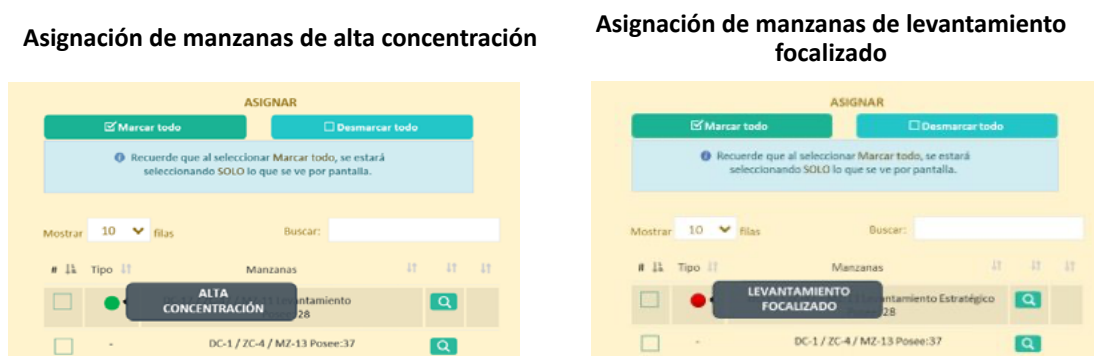 Asignación de manzanas de alta concentración
ASIGNAR
Marcar todo
Desmarcar todo
Recuerde que al seleccionar Marcar todo, se estará
seleccionando SOLO lo que se ve por pantalla.
Mostrar 10 filas Buscar:
# Tipo Manzanas
ALTA
CONCENTRACIÓN
DC-1 / ZC-4 / MZ-13 Posee:37
Asignación de manzanas de levantamiento
focalizado
ASIGNAR
Marcar todo
Desmarcar todo
Recuerde que al seleccionar Marcar todo, se estará
seleccionando SOLO lo que se ve por pantalla.
Mostrar 10 filas Buscar:
# Tipo Manzanas
LEVANTAMIENTO
FOCALIZADO
Estratégico
- DC-1 / ZC-4 / MZ-13 Posee:37